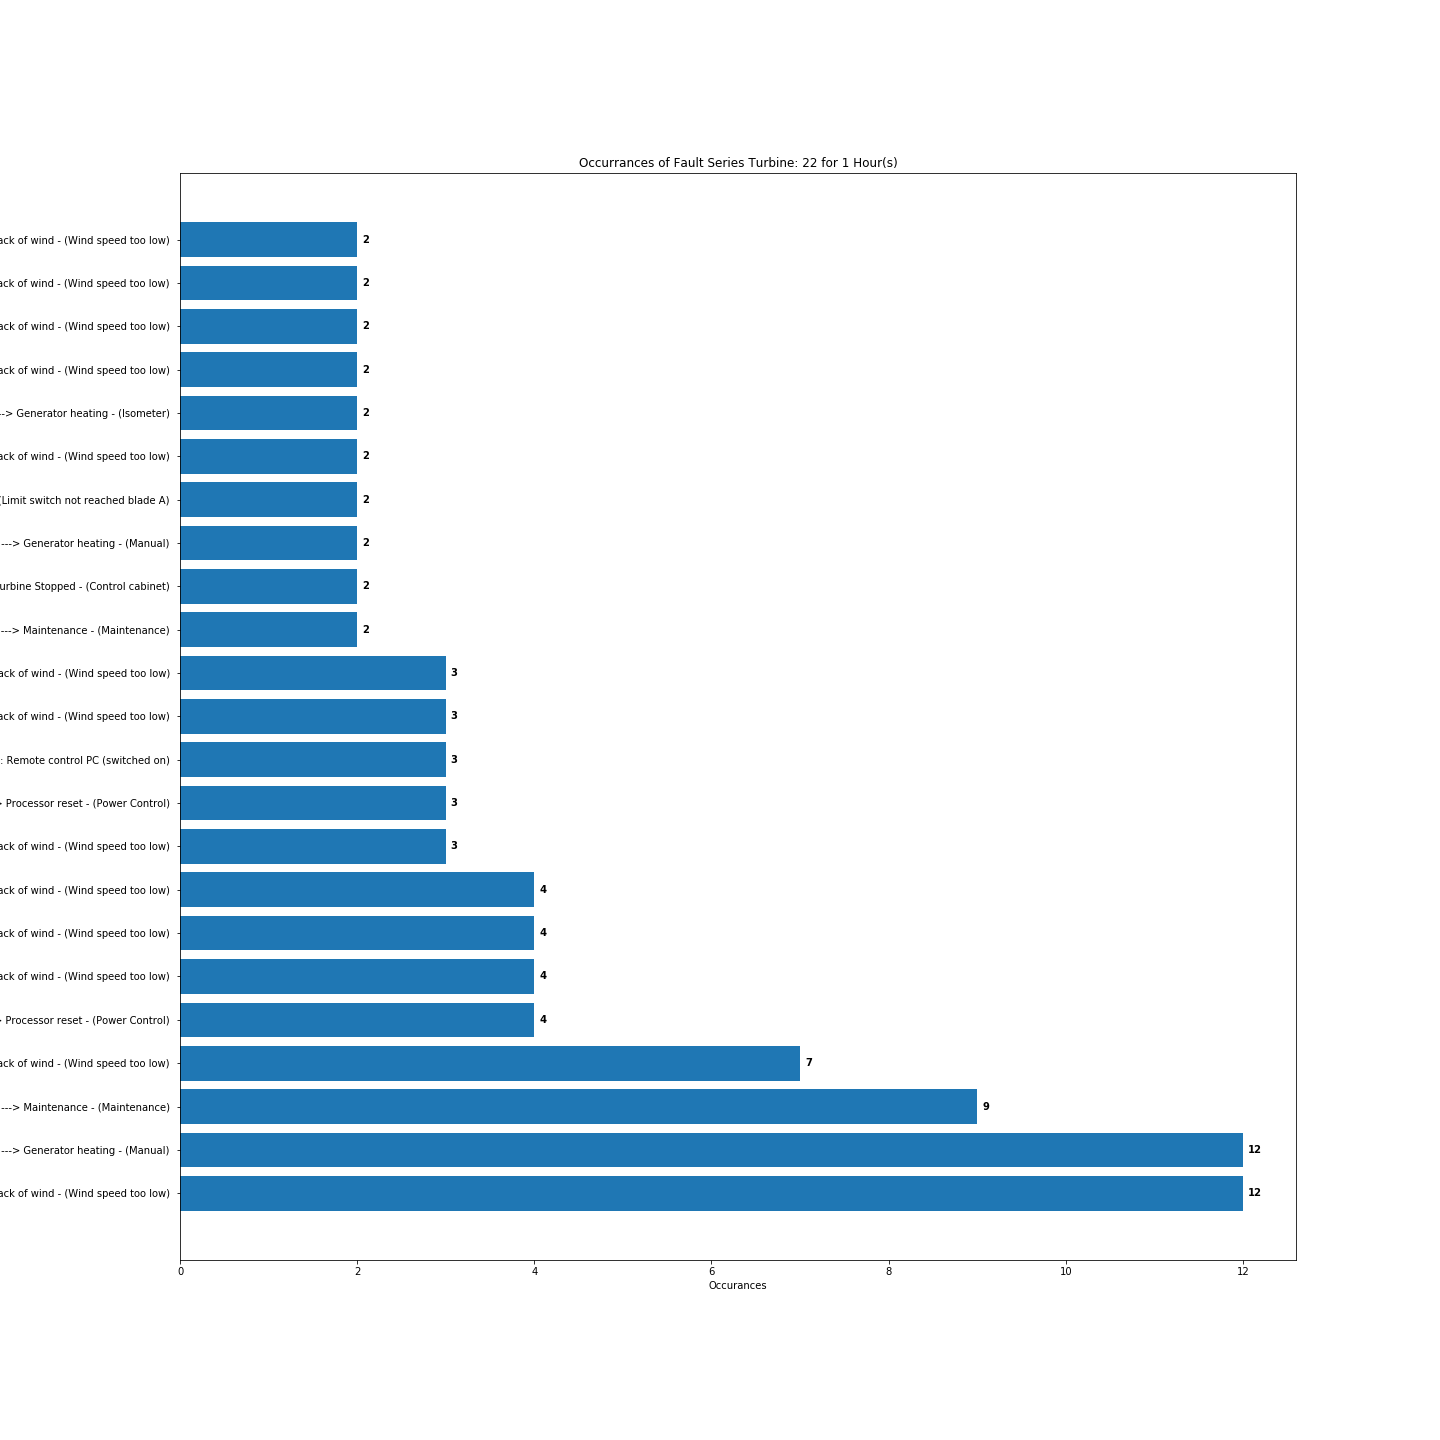 Occurrances of Fault Series Turbine: 22 for 1 Hour(s)
ack of wind - (Wind speed too low) 2
ack of wind - (Wind speed too low) 2
ack of wind - (Wind speed too low) 2
ack of wind - (Wind speed too low) 2
--> Generator heating - (Isometer) 2
ack of wind - (Wind speed too low) 2
(Limit switch not reached blade A) 2
---> Generator heating - (Manual) 2
urbine Stopped - (Control cabinet) 2
---> Maintenance - (Maintenance) 2
ack of wind - (Wind speed too low) 3
ack of wind - (Wind speed too low) 3
: Remote control PC (switched on) 3
> Processor reset - (Power Control) 3
ack of wind - (Wind speed too low) 3
ack of wind - (Wind speed too low) 4
ack of wind - (Wind speed too low) 4
ack of wind - (Wind speed too low) 4
> Processor reset - (Power Control) 4
ack of wind - (Wind speed too low) 7
---> Maintenance - (Maintenance) 9
---> Generator heating - (Manual) 12
ack of wind - (Wind speed too low) 12
0 2 4 6 8 10 12
Occurances